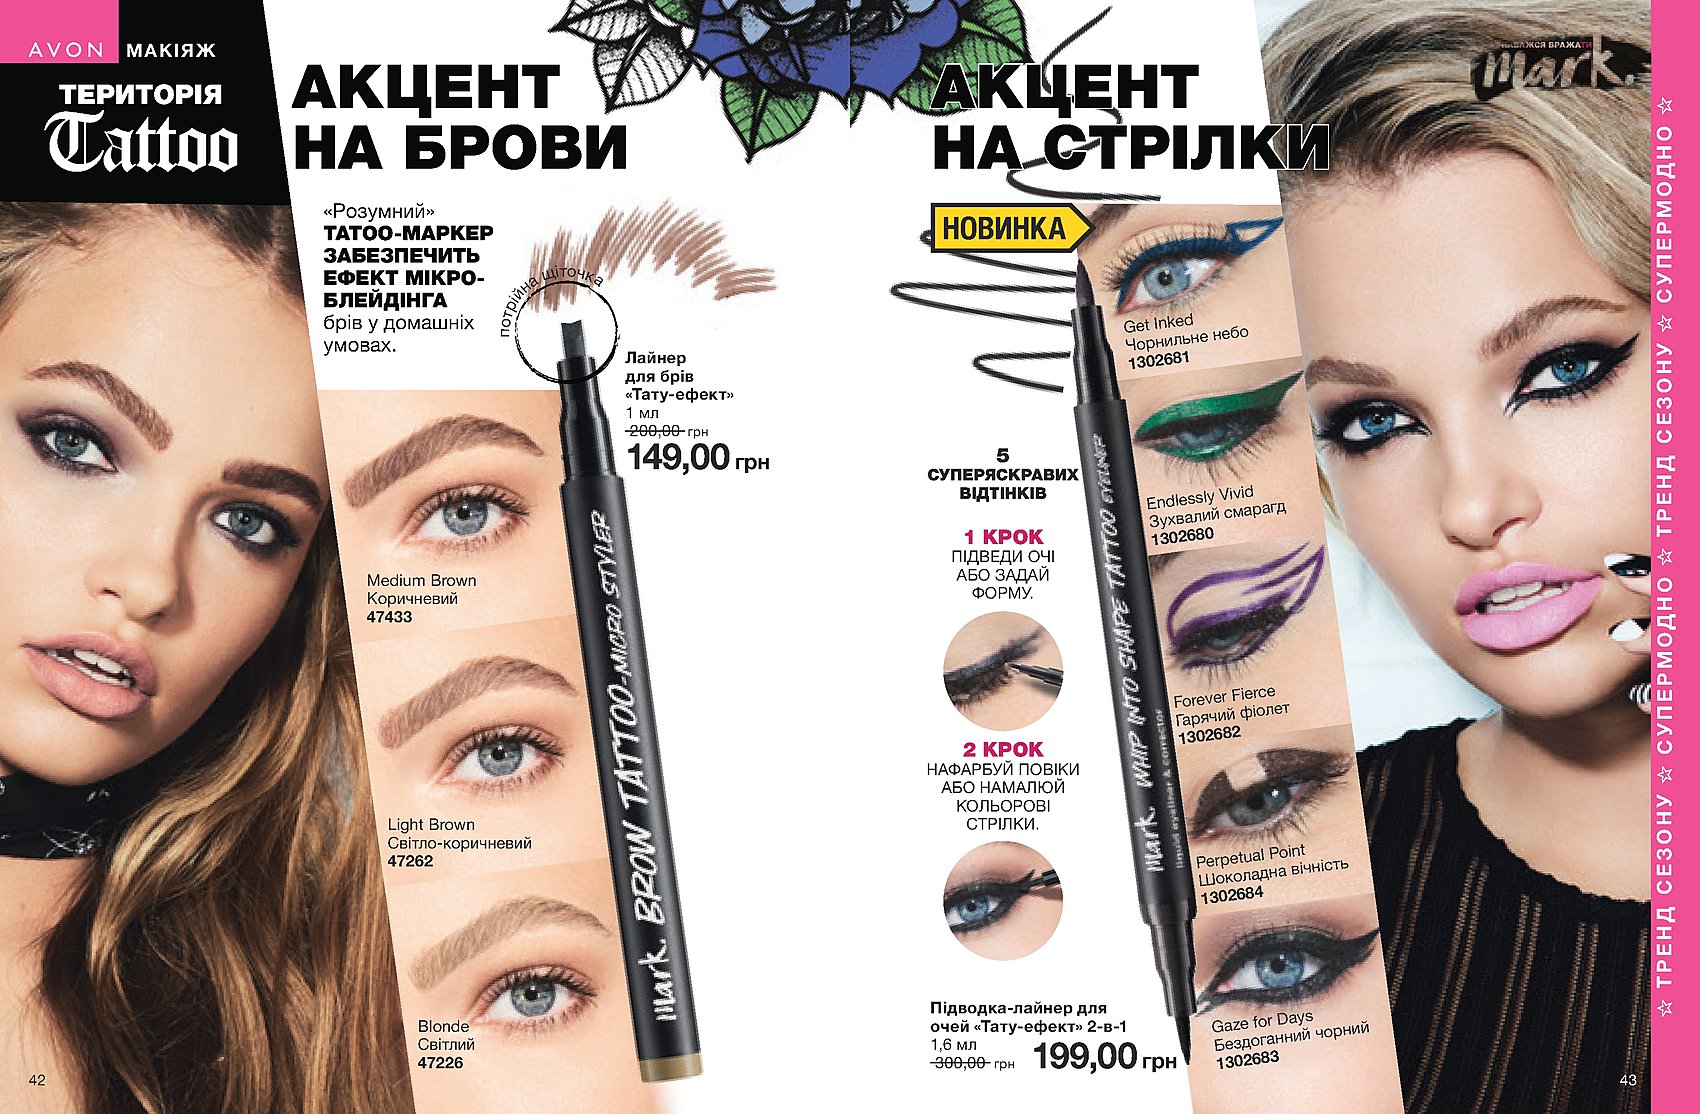 AVON МАКІЯЖ
ТЕРИТОРІЯ
Tattoo
АКЦЕНТ
НА БРОВИ
«Розумний»
ТАТОО-МАРКЕР
ЗАБЕЗПЕЧИТЬ
ЕФЕКТ МІКРО-
БЛЕЙДІНГА
брів у домашніх
умовах.
потрійна щіточка
Лайнер
для брів
«Тату-ефект»
1 мл
200,00 грн
149,00 грн
Medium Brown
Коричневий
47433
Light Brown
Світло-коричневий
47262
Blonde
Світлий
47226
mark. BROW TATTOO-MICRO STYLER
42
АКЦЕНТ
НА СТРІЛКИ
НОВИНКА
mark.
5
СУПЕРЯСКРАВИХ
ВІДТІНКІВ
1 КРОК
ПІДВЕДИ ОЧІ
АБО ЗАДАЙ
ФОРМУ.
2 КРОК
НАФАРБУЙ ПОВІКИ
АБО НАМАЛЮЙ
КОЛЬОРОВІ
СТРІЛКИ.
Підводка-лайнер для
очей «Тату-ефект» 2-в-1
1,6 мл
300,00 грн 199,00 грн
mark. WHIP INTO SHAPE TATTOO EYELINER
liquid eyeliner & corrector
Get Inked
Чорнильне небо
1302681
Endlessly Vivid
Зухвалий смарагд
1302680
Forever Fierce
Гарячий фіолет
1302682
Perpetual Point
Шоколадна вічність
1302684
Gaze for Days
Бездоганний чорний
1302683
☆ ТРЕНД СЕЗОНУ ☆ СУПЕРМОДНО ☆ ТРЕНД СЕЗОНУ ☆ СУПЕРМОДНО ☆
43